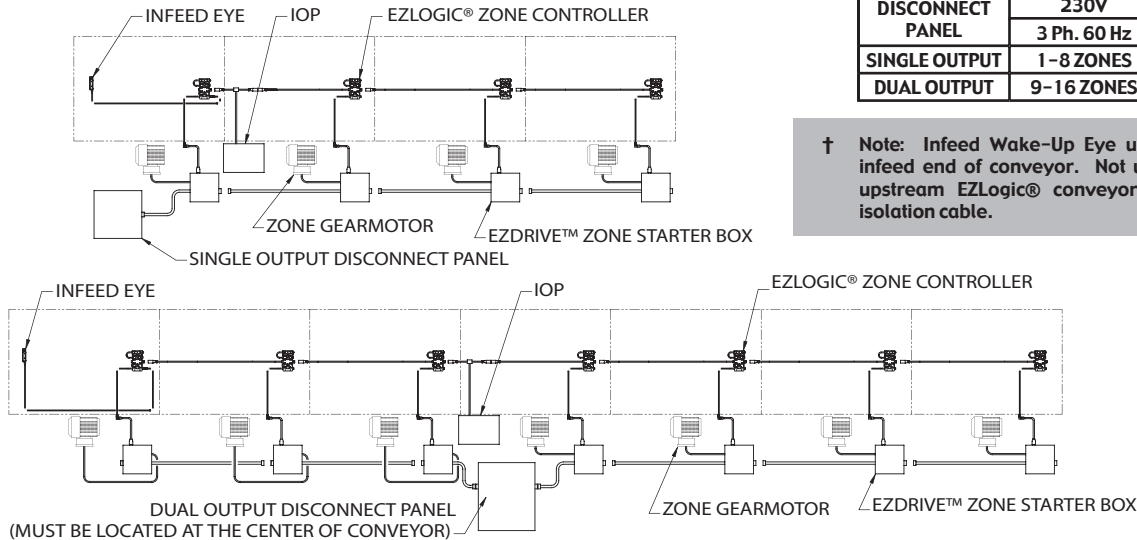 INFEED EYE
IOP
EZLOGIC® ZONE CONTROLLER
DISCONNECT PANEL
230V
3 Ph. 60 Hz
SINGLE OUTPUT
1-8 ZONES
DUAL OUTPUT
9-16 ZONES
† Note: Infeed Wake-Up Eye
infeed end of conveyor. Not
upstream EZLogic® conveyor
isolation cable.
ZONE GEARMOTOR
EZDRIVE™ ZONE STARTER BOX
SINGLE OUTPUT DISCONNECT PANEL
INFEED EYE
IOP
EZLOGIC® ZONE CONTROLLER
DUAL OUTPUT DISCONNECT PANEL
(MUST BE LOCATED AT THE CENTER OF CONVEYOR)
ZONE GEARMOTOR
EZDRIVE™ ZONE STARTER BOX